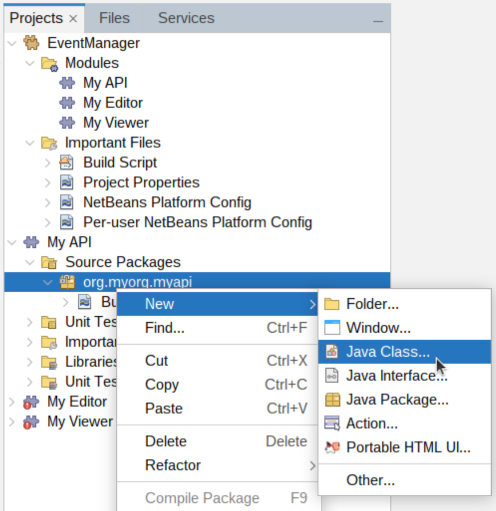 Projects × Files Services
EventManager
Modules
My API
My Editor
My Viewer
Important Files
Build Script
Project Properties
NetBeans Platform Config
Per-user NetBeans Platform Config
My API
Source Packages
org.myorg.myapi
Bu
New
Folder...
Unit Tes
Find... Ctrl+F
Window...
Importa
Java Class...
Libraries
Cut Ctrl+X
Java Interface...
Unit Tes
Copy Ctrl+C
Java Package...
My Editor
Paste Ctrl+V
My Viewer
Action...
Delete Delete
Portable HTML UI...
Refactor
Other...
Compile Package F9